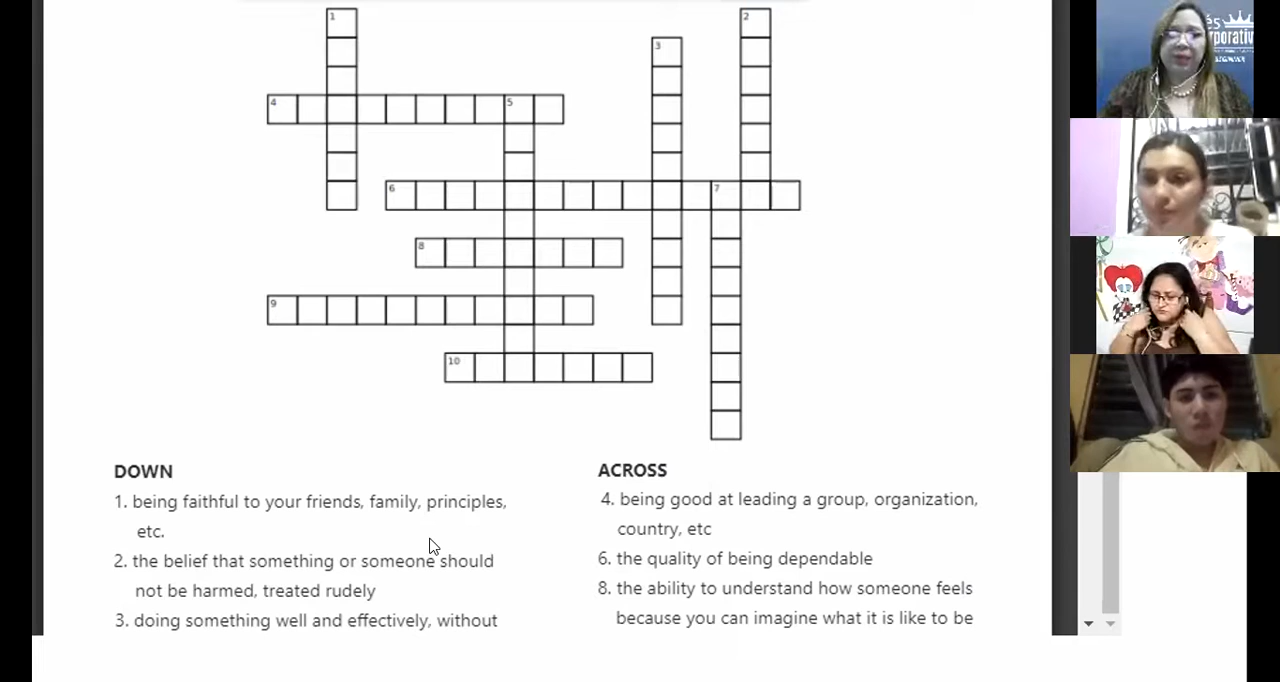 1
2
3
4
5
6
7
8
9
10
DOWN
1. being faithful to your friends, family, principles,
etc.
2. the belief that something or someone should
not be harmed, treated rudely
3. doing something well and effectively, without
ACROSS
4. being good at leading a group, organization,
country, etc
6. the quality of being dependable
8. the ability to understand how someone feels
because you can imagine what it is like to be